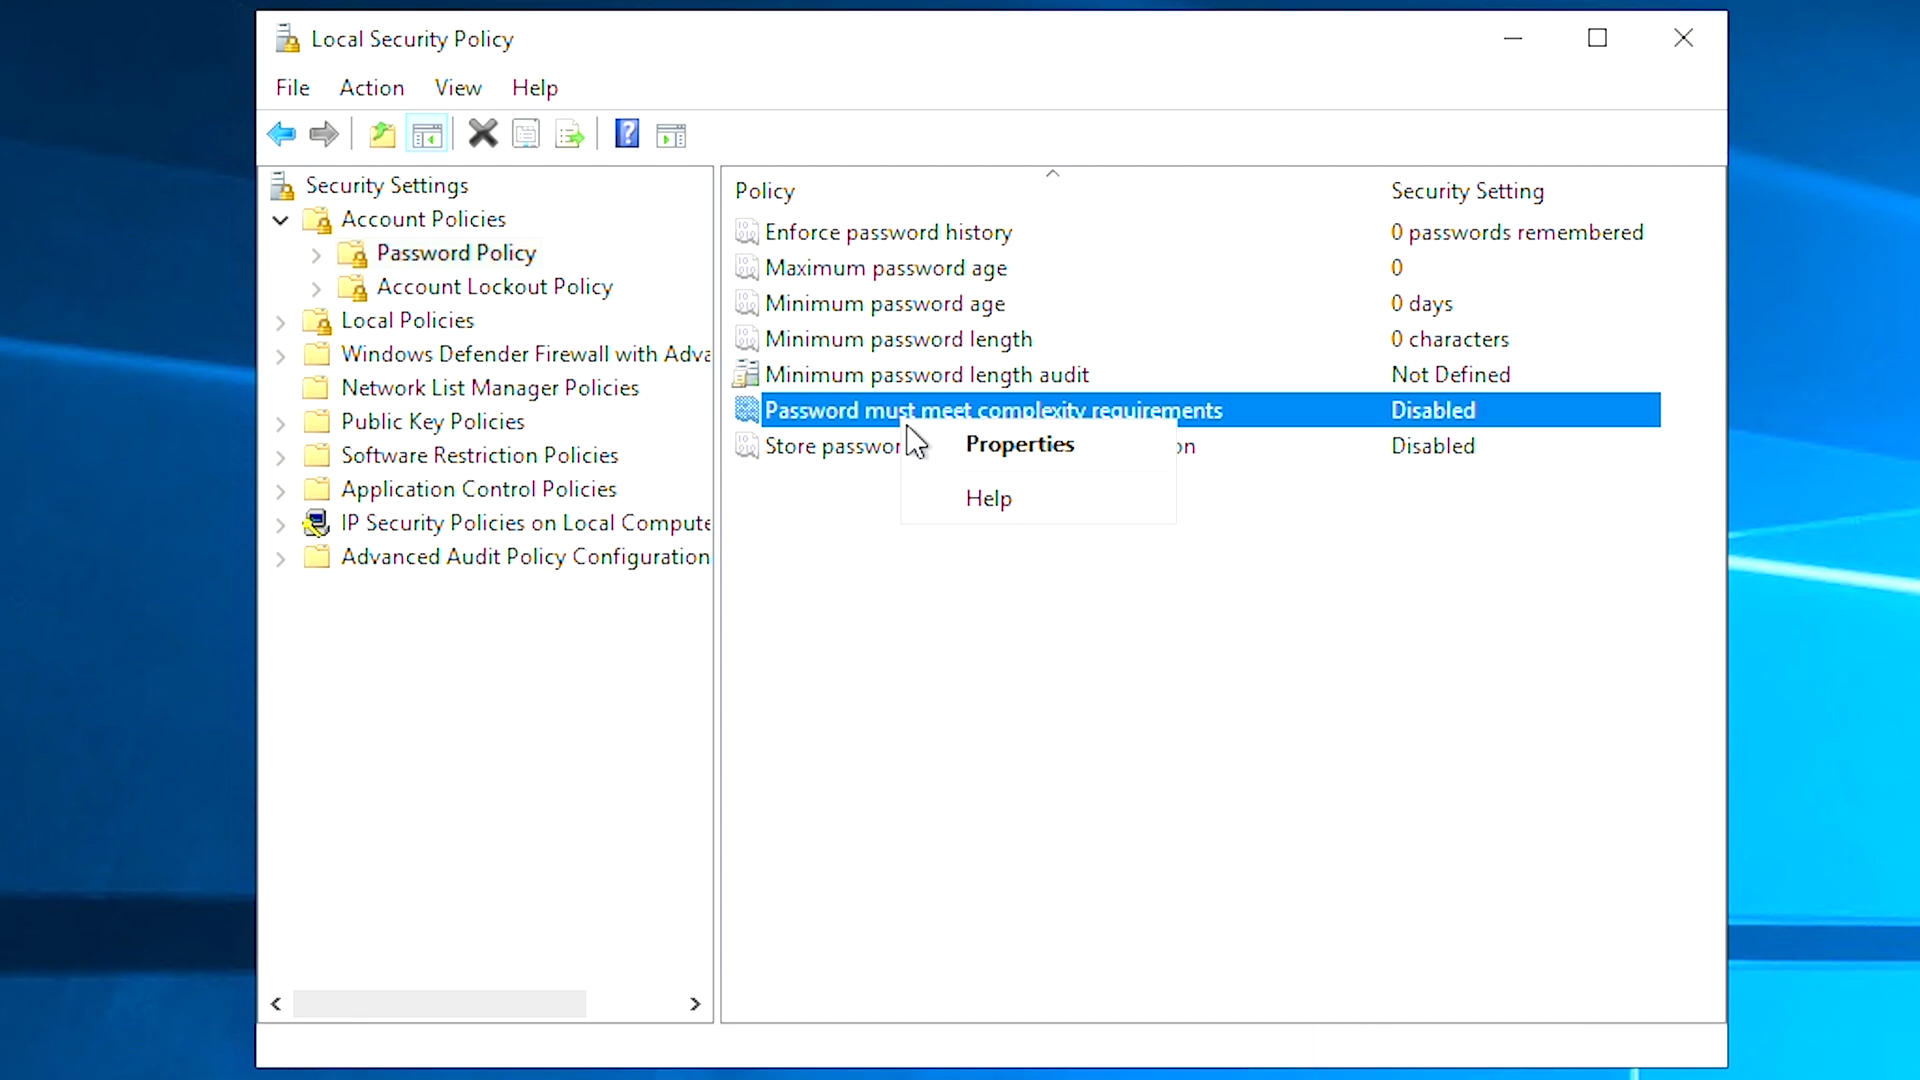 Local Security Policy
File Action View Help
Security Settings
Account Policies
Password Policy
Account Lockout Policy
Local Policies
Windows Defender Firewall with Adva
Network List Manager Policies
Public Key Policies
Software Restriction Policies
Application Control Policies
IP Security Policies on Local Compute
Advanced Audit Policy Configuration
Policy Security Setting
Enforce password history 0 passwords remembered
Maximum password age 0
Minimum password age 0 days
Minimum password length 0 characters
Minimum password length audit Not Defined
Password must meet complexity requirements Disabled
Store passwor on Disabled
Properties
Help